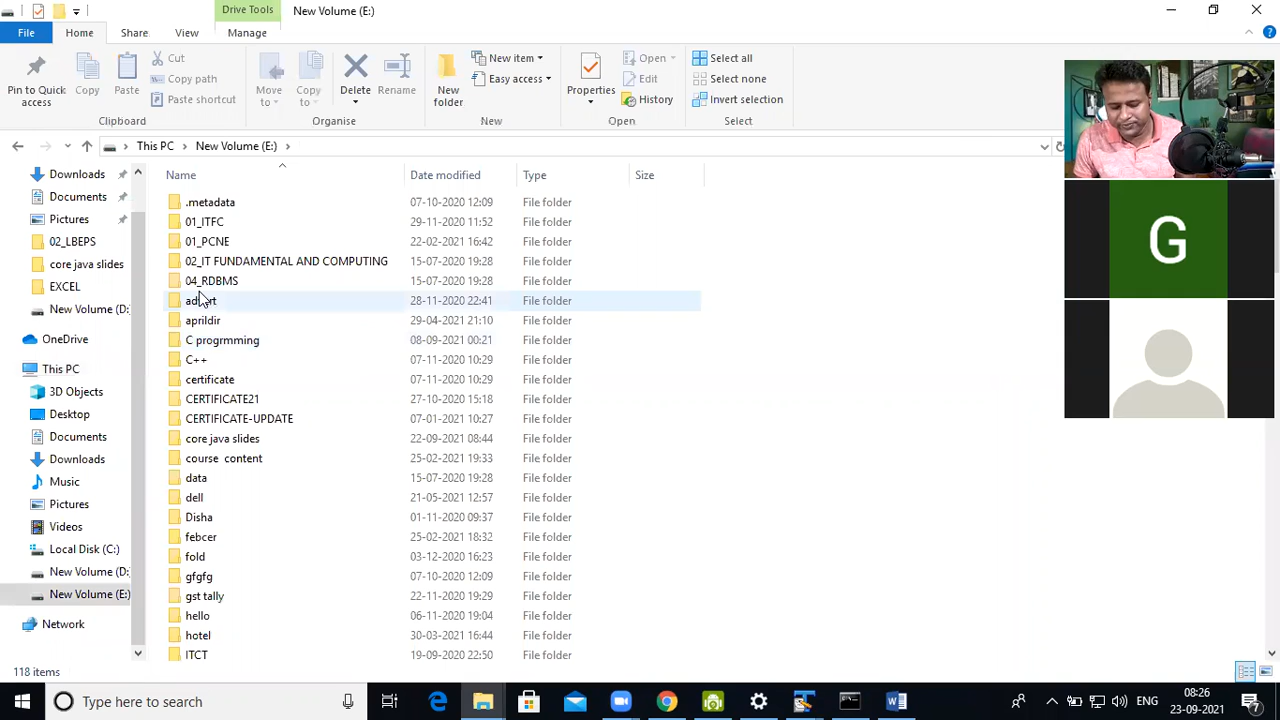 Drive Tools
New Volume (E:)
File
Home
Share
View
Manage
Pin to Quick
access
Copy
Paste
Cut
Copy path
Paste shortcut
Clipboard
Move
to
Copy
to
Delete
Rename
Organise
New
folder
New item
Easy access
New
Properties
Open
Edit
History
Open
Select all
Select none
Invert selection
Select
This PC
New Volume (E:)
Name
Date modified
Type
Size
Downloads
Documents
Pictures
02_LBEPS
core java slides
EXCEL
New Volume (D:
OneDrive
This PC
3D Objects
Desktop
Documents
Downloads
Music
Pictures
Videos
Local Disk (C:)
New Volume (D:
New Volume (E:)
Network
.metadata 07-10-2020 12:09 File folder
01_ITFC 29-11-2020 11:52 File folder
01_PCNE 22-02-2021 16:42 File folder
02_IT FUNDAMENTAL AND COMPUTING 15-07-2020 19:28 File folder
04_RDBMS 15-07-2020 19:28 File folder
28-11-2020 22:41 File folder
aprildir 29-04-2021 21:10 File folder
C progrmming 08-09-2021 00:21 File folder
C++ 07-11-2020 10:29 File folder
certificate 07-11-2020 10:29 File folder
CERTIFICATE21 27-10-2020 15:18 File folder
CERTIFICATE-UPDATE 07-01-2021 10:27 File folder
core java slides 22-09-2021 08:44 File folder
course content 25-02-2021 19:33 File folder
data 15-07-2020 19:28 File folder
dell 21-05-2021 12:57 File folder
Disha 01-11-2020 09:37 File folder
febcer 25-02-2021 18:32 File folder
fold 03-12-2020 16:23 File folder
gfgfg 07-10-2020 12:09 File folder
gst tally 22-11-2020 19:29 File folder
hello 06-11-2020 19:04 File folder
hotel 30-03-2021 16:44 File folder
ITCT 19-09-2020 22:50 File folder
G
118 items
Type here to search
ENG
08:26
23-09-2021
7